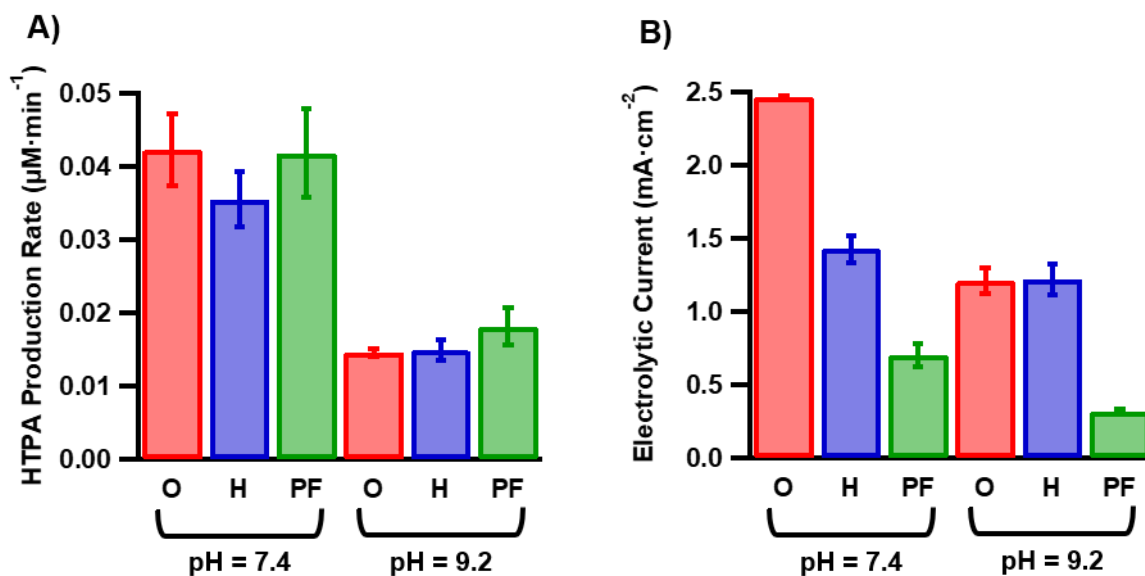 A)
HTPA Production Rate (µM·min⁻¹)
0.05
0.04
0.03
0.02
0.01
0.00
O H PF O H PF
pH = 7.4 pH = 9.2
B)
Electrolytic Current (mA·cm⁻²)
2.5
2.0
1.5
1.0
0.5
0.0
O H PF O H PF
pH = 7.4 pH = 9.2